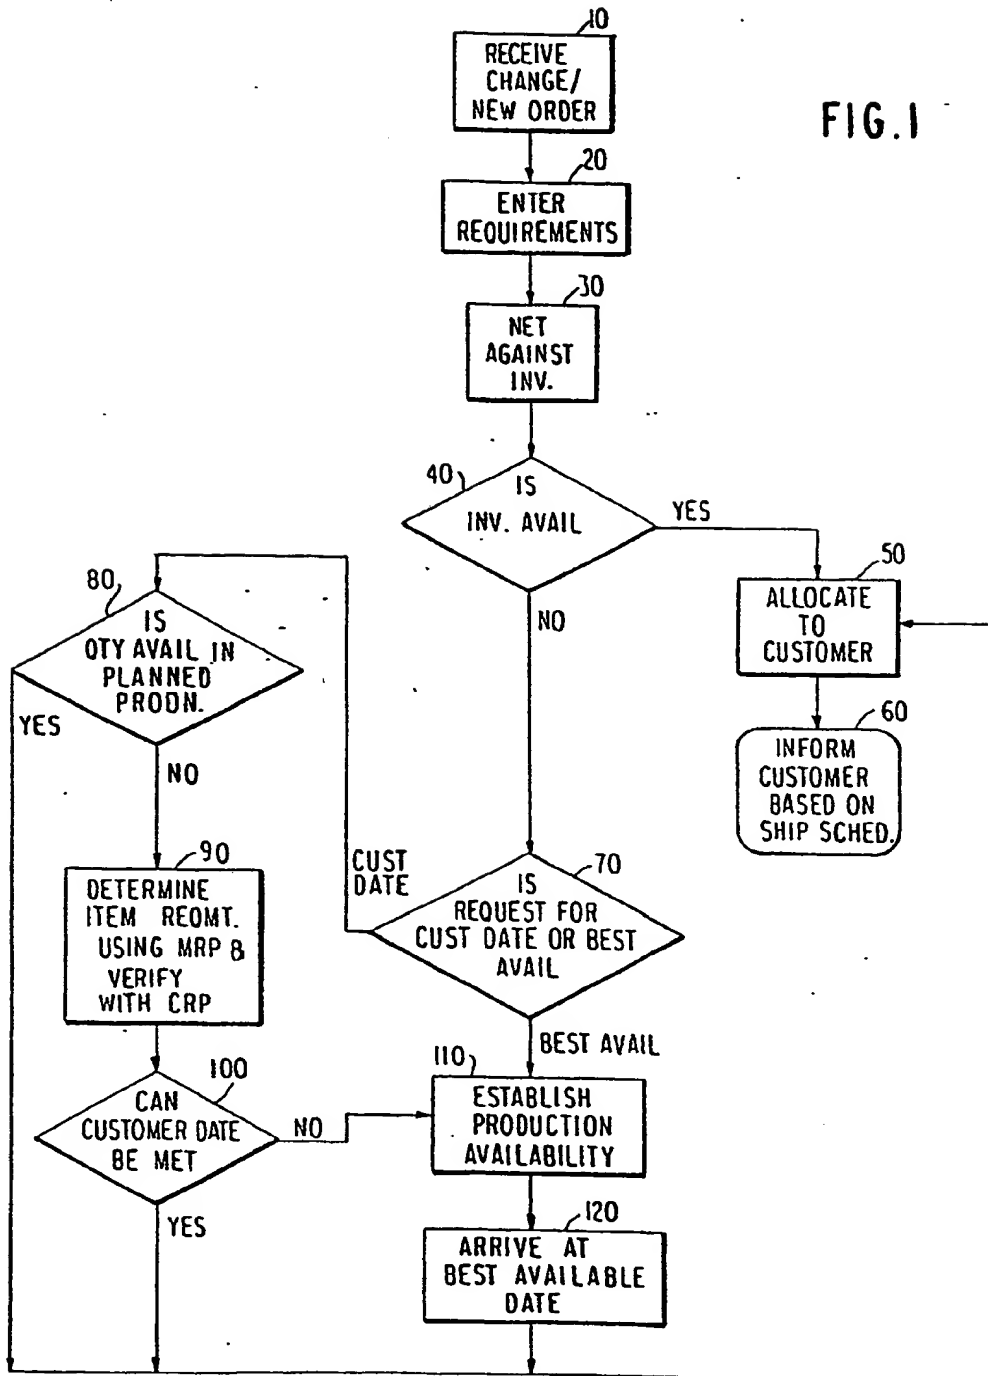 10
RECEIVE
CHANGE/
NEW ORDER
FIG.1
20
ENTER
REQUIREMENTS
30
NET
AGAINST
INV.
40
IS
INV. AVAIL
YES
NO
50
ALLOCATE
TO
CUSTOMER
60
INFORM
CUSTOMER
BASED ON
SHIP SCHED.
70
IS
REQUEST FOR
CUST DATE OR BEST
AVAIL
CUST
DATE
BEST AVAIL
80
IS
QTY AVAIL IN
PLANNED
PRODN.
YES
NO
90
DETERMINE
ITEM REQMT.
USING MRP &
VERIFY
WITH CRP
100
CAN
CUSTOMER DATE
BE MET
NO
YES
110
ESTABLISH
PRODUCTION
AVAILABILITY
120
ARRIVE AT
BEST AVAILABLE
DATE